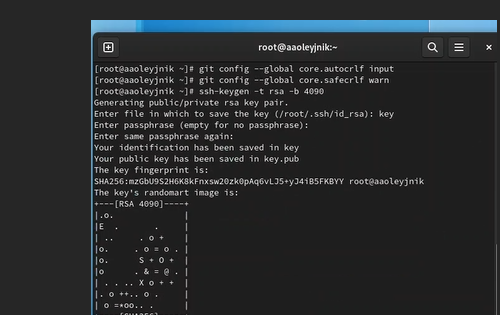 root@aaoleyjnik:~
[root@aaoleyjnik ~]# git config --global core.autocrlf input
[root@aaoleyjnik ~]# git config --global core.safecrlf warn
[root@aaoleyjnik ~]# ssh-keygen -t rsa -b 4090
Generating public/private rsa key pair.
Enter file in which to save the key (/root/.ssh/id_rsa): key
Enter passphrase (empty for no passphrase):
Enter same passphrase again:
Your identification has been saved in key
Your public key has been saved in key.pub
The key fingerprint is:
SHA256:mzGbU9S2H6K8kFnxsw20zk0pAq6vLJ5+yJ4iB5FKBYY root@aaoleyjnik
The key's randomart image is:
+---[RSA 4090]----+
|.o.              |
|E  .      .      |
| ..     . o +    |
|o.     . o = o . |
|o.      S + O +  |
|o      . & = @ . |
| . . .. X o + +  |
|. o ++.. o .     |
| o =*oo.. .      |